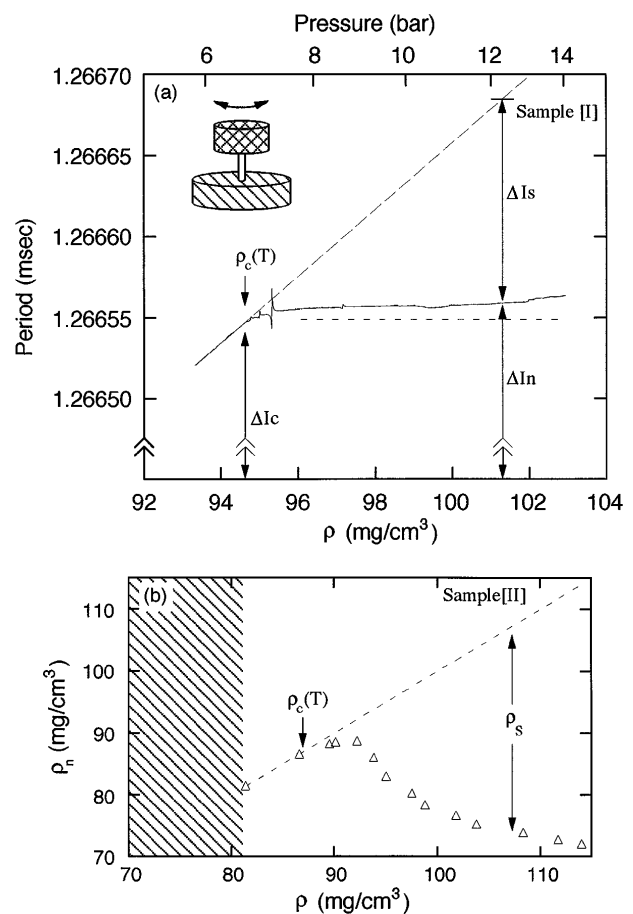 Pressure (bar)
6 8 10 12 14
1.26670
(a)
Sample [I]
1.26665
ΔIs
1.26660
ρc(T)
Period (msec)
1.26655
ΔIn
1.26650
ΔIc
92 94 96 98 100 102 104
ρ (mg/cm³)
(b)
Sample[II]
110
ρc(T)
100
ρn (mg/cm³)
ρS
90
80
70
70 80 90 100 110
ρ (mg/cm³)